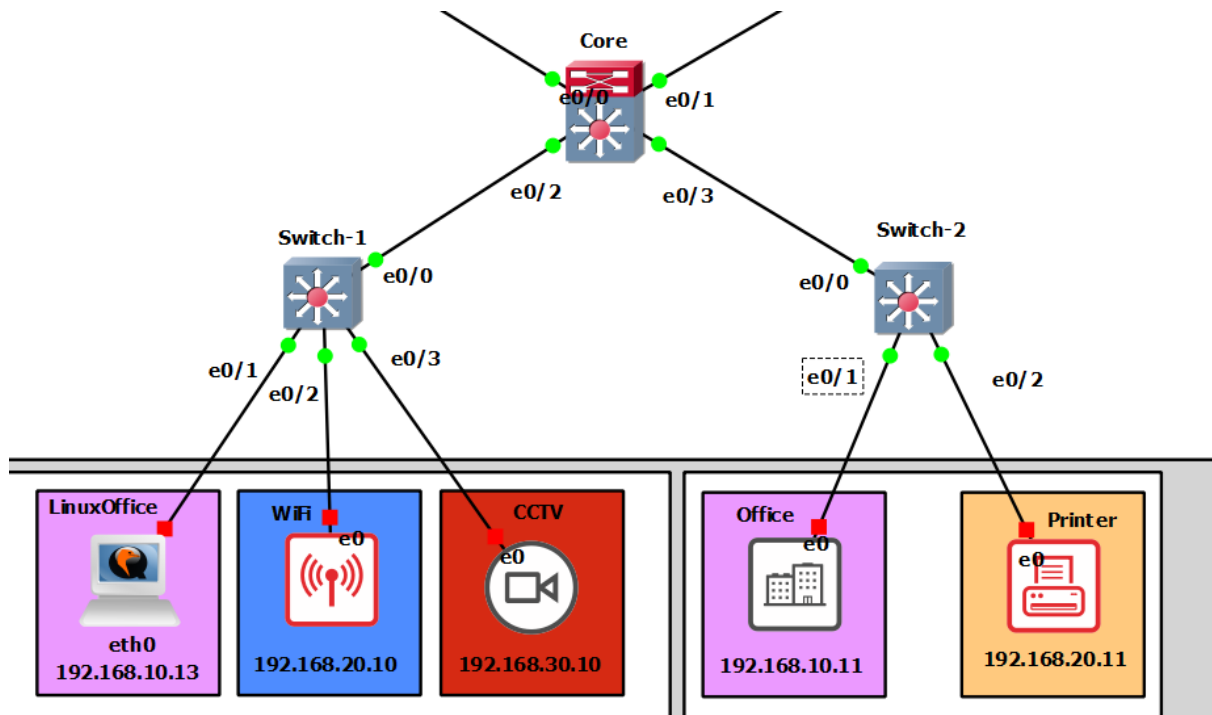 Core
e0/0
e0/1
e0/2
e0/3
Switch-1
Switch-2
e0/0
e0/0
e0/1
e0/2
e0/3
e0/1
e0/2
LinuxOffice
WiFi
CCTV
Office
Printer
e0
e0
e0
e0
eth0
192.168.10.13
192.168.20.10
192.168.30.10
192.168.10.11
192.168.20.11